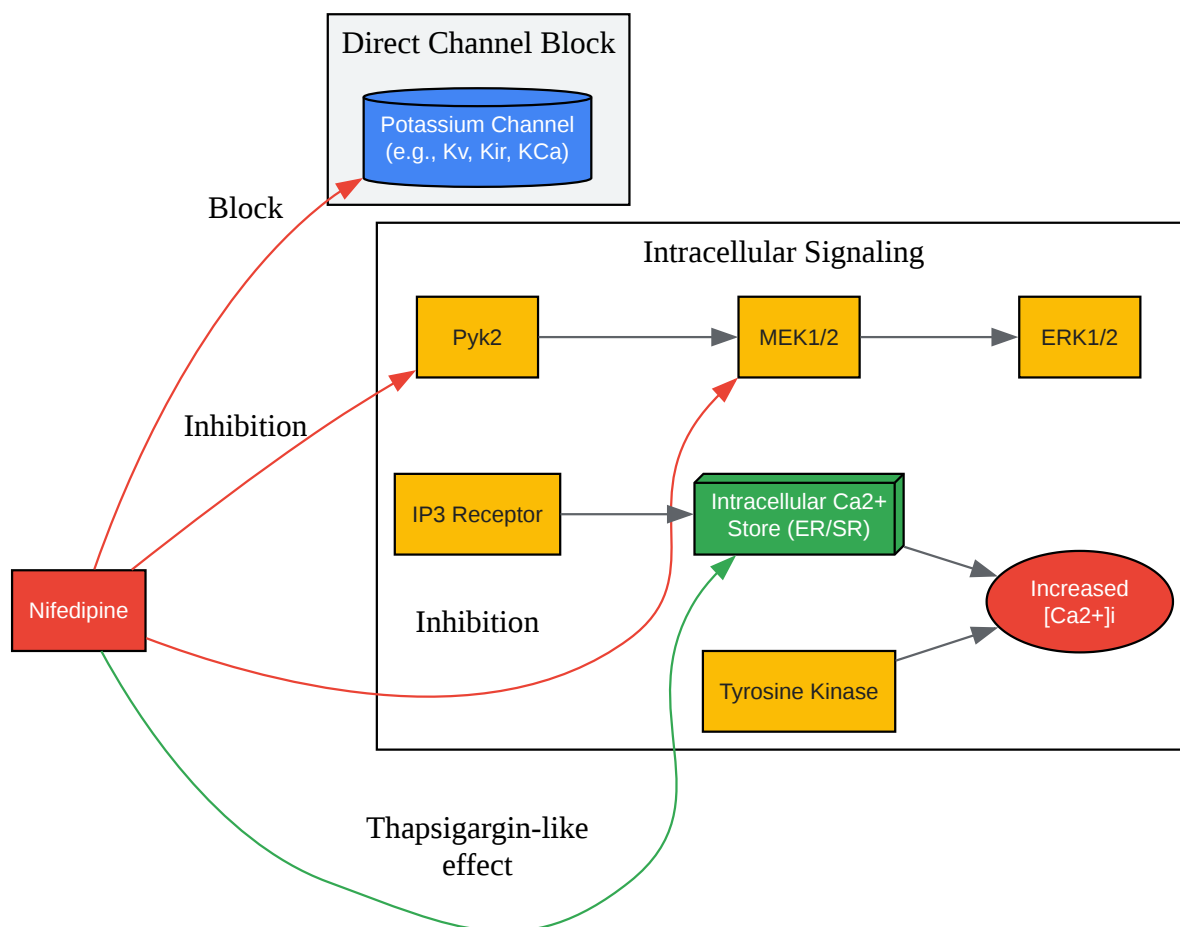 Direct Channel Block
Potassium Channel
(e.g., Kv, Kir, KCa)
Block
Intracellular Signaling
Pyk2
MEK1/2
ERK1/2
Inhibition
IP3 Receptor
Intracellular Ca2+
Store (ER/SR)
Nifedipine
Increased
[Ca2+]i
Inhibition
Tyrosine Kinase
Thapsigargin-like
effect